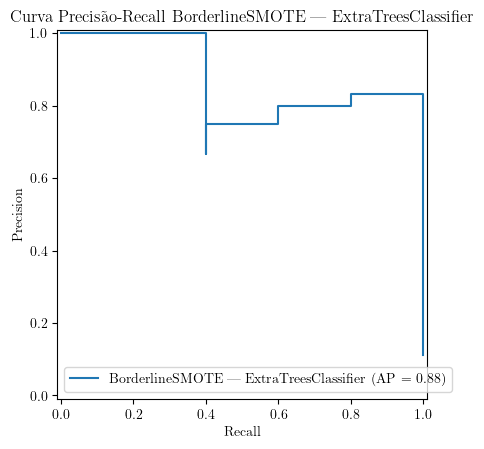 Curva Precisão-Recall BorderlineSMOTE — ExtraTreesClassifier
1.0
0.8
0.6
0.4
0.2
0.0
Precision
BorderlineSMOTE — ExtraTreesClassifier (AP = 0.88)
0.0 0.2 0.4 0.6 0.8 1.0
Recall